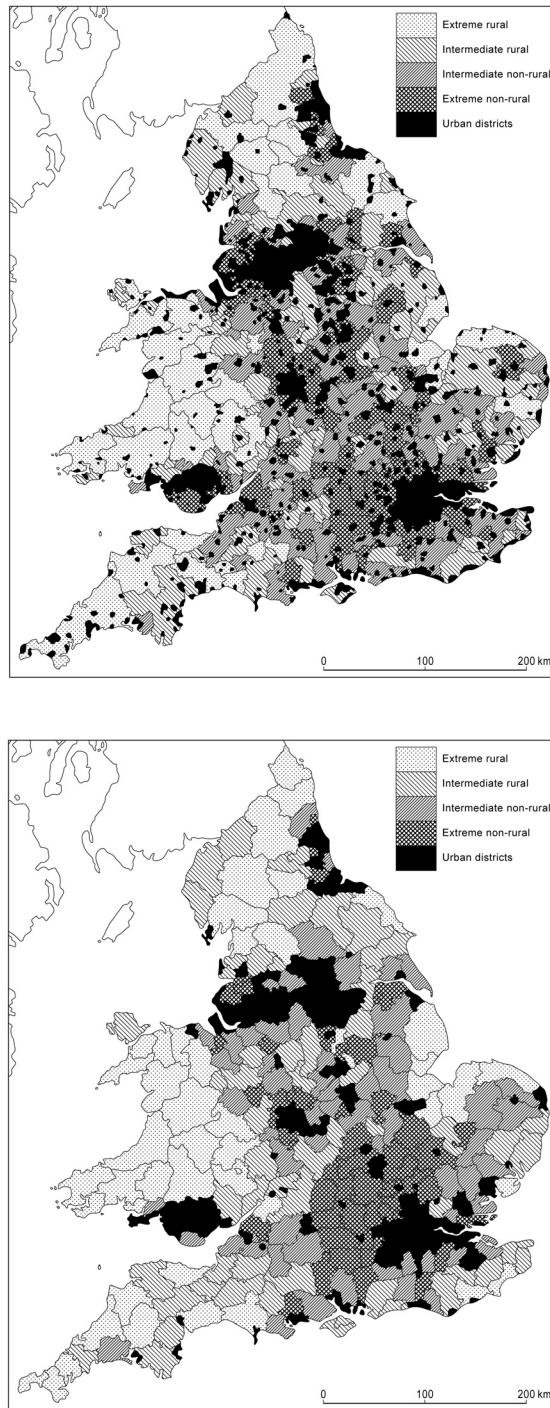 Extreme rural
Intermediate rural
Intermediate non-rural
Extreme non-rural
Urban districts
0 100 200 km
Extreme rural
Intermediate rural
Intermediate non-rural
Extreme non-rural
Urban districts
0 100 200 km